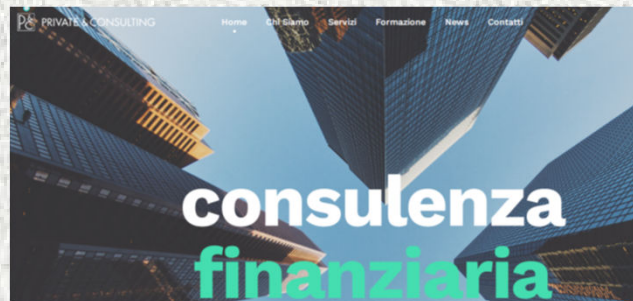 PRIVATE & CONSULTING
Home Chi Siamo Servizi Formazione News Contatti
consulenza
finanziaria